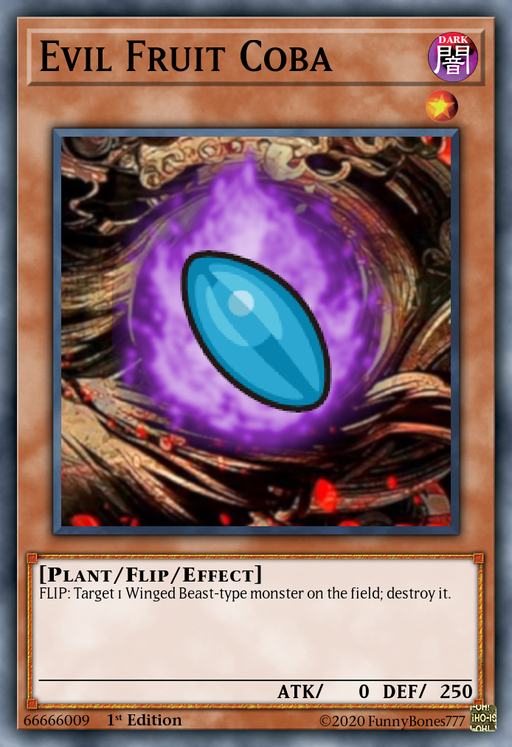 Evil Fruit Coba
DARK
闇
[Plant/Flip/Effect]
FLIP: Target 1 Winged Beast-type monster on the field; destroy it.
ATK/ 0 DEF/ 250
66666009 1st Edition ©2020 FunnyBones777